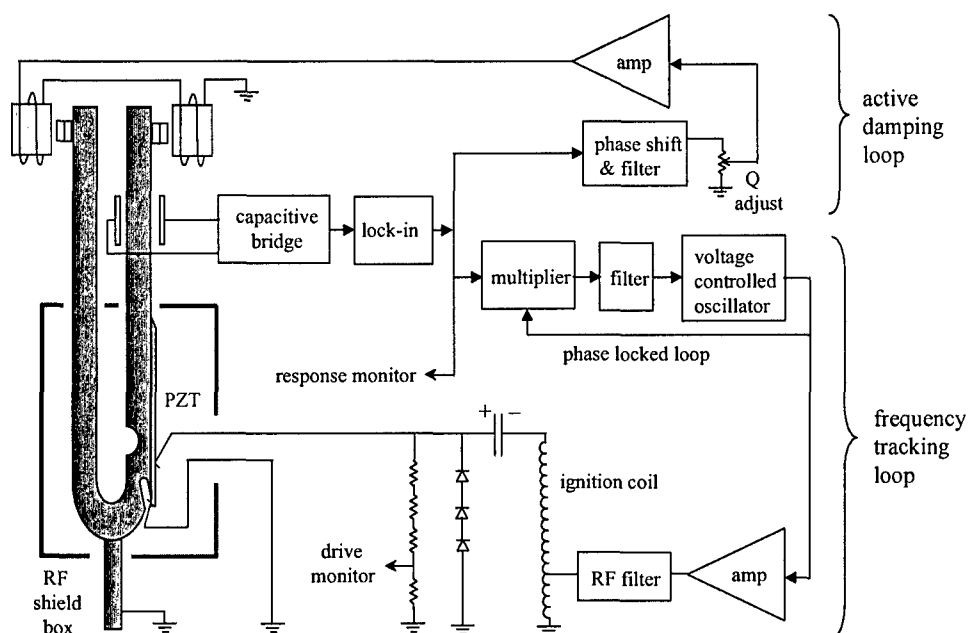 amp
active
damping
loop
phase shift
& filter
Q
adjust
capacitive
bridge
lock-in
multiplier
filter
voltage
controlled
oscillator
phase locked loop
response monitor
PZT
+ −
frequency
tracking
loop
ignition coil
drive
monitor
RF filter
amp
RF
shield
box